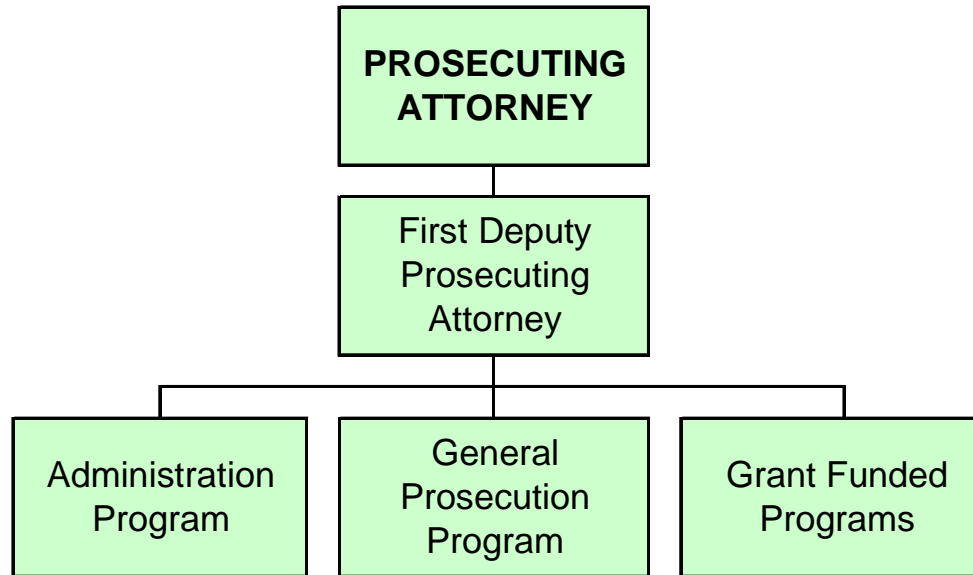 PROSECUTING
ATTORNEY
First Deputy
Prosecuting
Attorney
Administration
Program
General
Prosecution
Program
Grant Funded
Programs